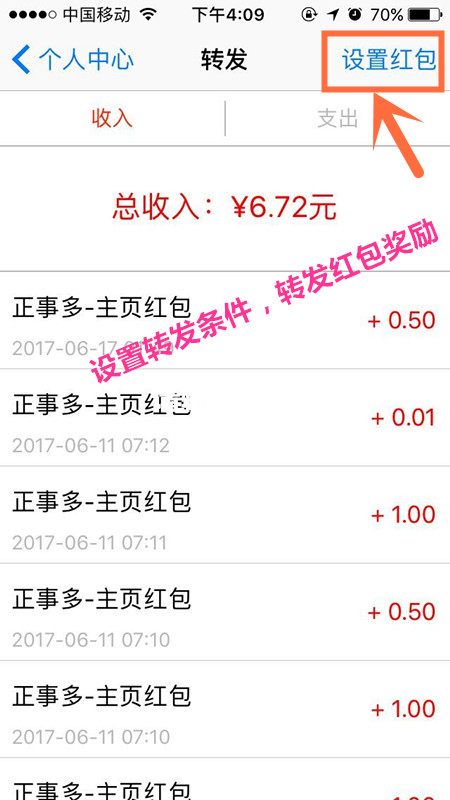 中国移动 下午4:09 70%
个人中心 转发 设置红包
收入 支出
总收入：¥6.72元
设置转发条件，转发红包奖励
正事多-主页红包 + 0.50
2017-06-17
正事多-主页红包 + 0.01
2017-06-11 07:12
正事多-主页红包 + 1.00
2017-06-11 07:11
正事多-主页红包 + 0.50
2017-06-11 07:10
正事多-主页红包 + 1.00
2017-06-11 07:10
正事多-主页红包